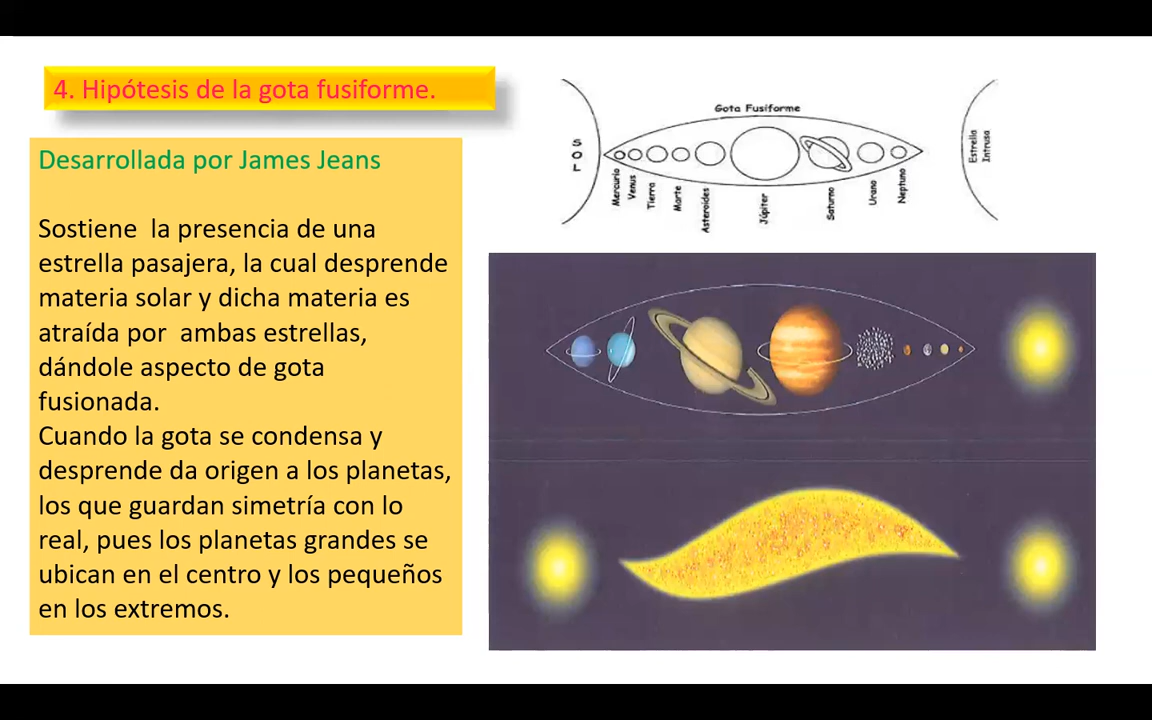 4. Hipótesis de la gota fusiforme.
Desarrollada por James Jeans
Sostiene la presencia de una
estrella pasajera, la cual desprende
materia solar y dicha materia es
atraída por ambas estrellas,
dándole aspecto de gota
fusionada.
Cuando la gota se condensa y
desprende da origen a los planetas,
los que guardan simetría con lo
real, pues los planetas grandes se
ubican en el centro y los pequeños
en los extremos.
Gota Fusiforme
SOL
Mercurio
Venus
Tierra
Marte
Asteroides
Júpiter
Saturno
Urano
Neptuno
Estrella
Intrusa